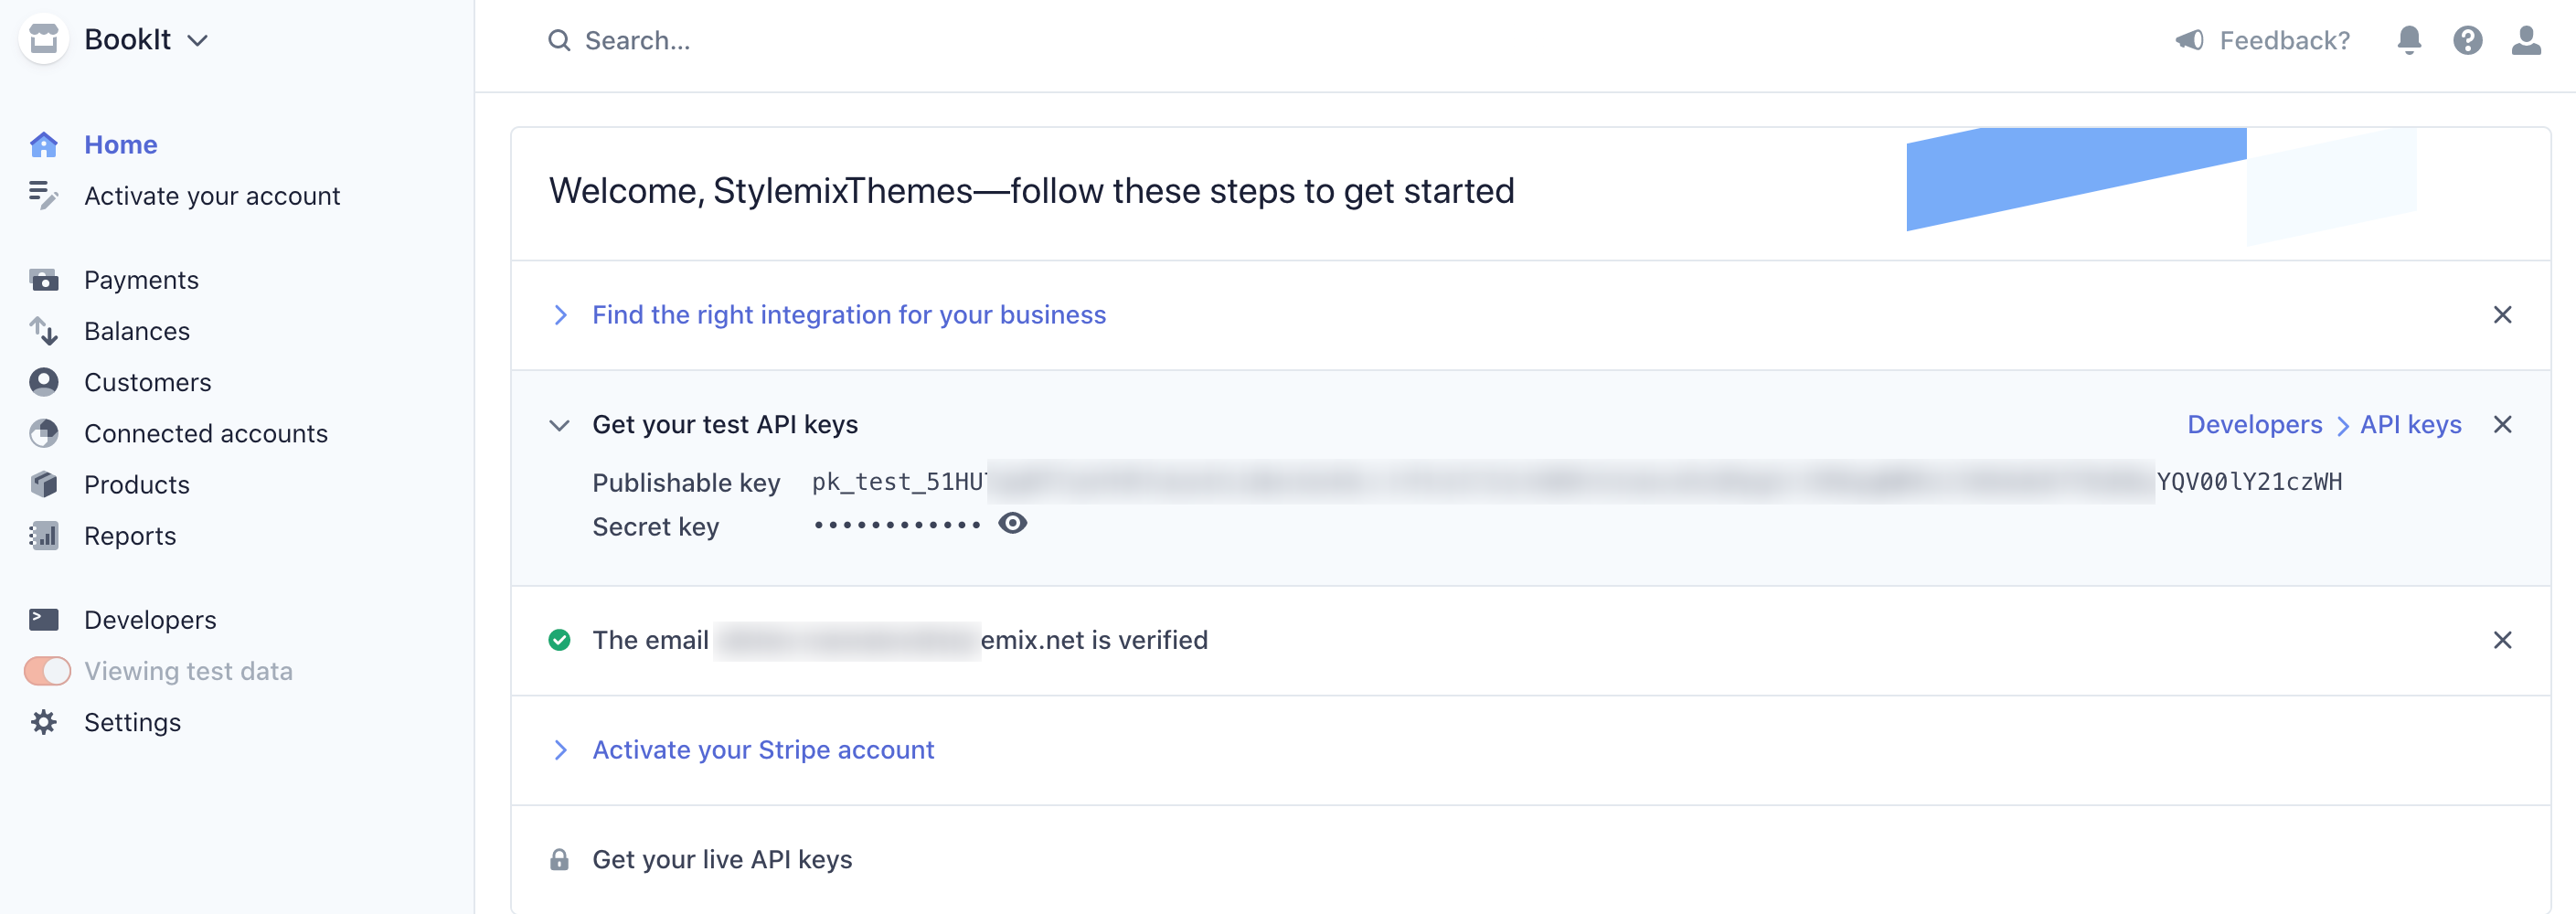 BookIt
Search...
Feedback?
Home
Activate your account
Payments
Balances
Customers
Connected accounts
Products
Reports
Developers
Viewing test data
Settings
Welcome, StylemixThemes—follow these steps to get started
Find the right integration for your business
Get your test API keys
Developers > API keys
Publishable key pk_test_51HU YQV00lY21czWH
Secret key ••••••••••••
The email emix.net is verified
Activate your Stripe account
Get your live API keys